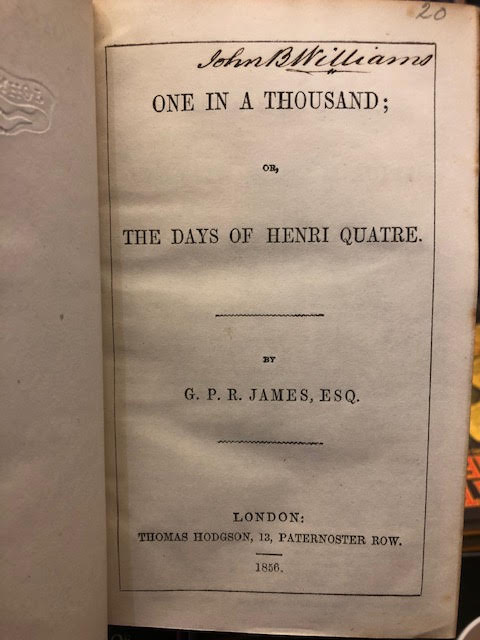 20
John B Williams
ONE IN A THOUSAND;
OR,
THE DAYS OF HENRI QUATRE.
BY
G. P. R. JAMES, ESQ.
LONDON:
THOMAS HODGSON, 13, PATERNOSTER ROW.
1856.